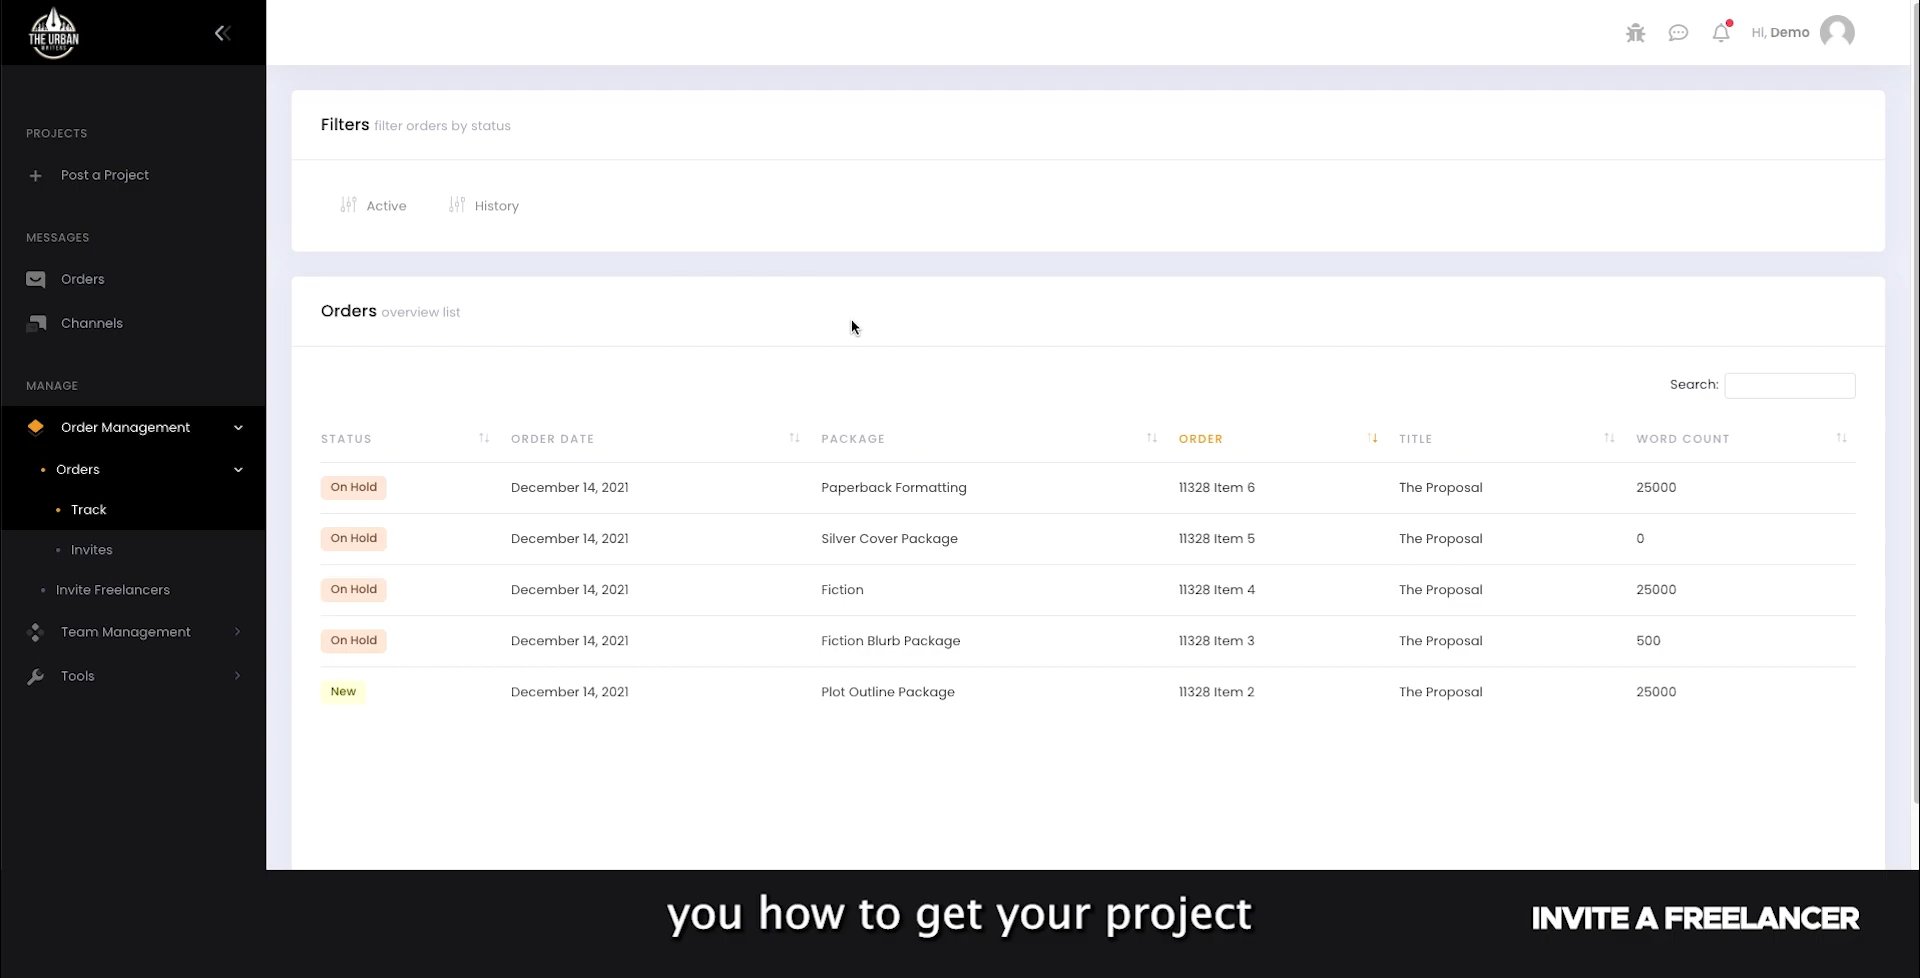 THE URBAN
WRITERS
Hi, Demo
PROJECTS
Post a Project
MESSAGES
Orders
Channels
MANAGE
Order Management
Orders
Track
Invites
Invite Freelancers
Team Management
Tools
Filters filter orders by status
Active History
Orders overview list
Search:
STATUS ORDER DATE PACKAGE ORDER TITLE WORD COUNT
On Hold December 14, 2021 Paperback Formatting 11328 Item 6 The Proposal 25000
On Hold December 14, 2021 Silver Cover Package 11328 Item 5 The Proposal 0
On Hold December 14, 2021 Fiction 11328 Item 4 The Proposal 25000
On Hold December 14, 2021 Fiction Blurb Package 11328 Item 3 The Proposal 500
New December 14, 2021 Plot Outline Package 11328 Item 2 The Proposal 25000
you how to get your project
INVITE A FREELANCER